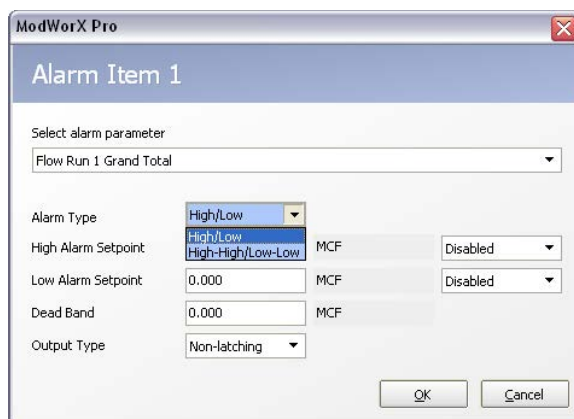 ModWorX Pro
Alarm Item 1
Select alarm parameter
Flow Run 1 Grand Total
Alarm Type High/Low
High/Low
High-High/Low-Low
High Alarm Setpoint MCF Disabled
Low Alarm Setpoint 0.000 MCF Disabled
Dead Band 0.000 MCF
Output Type Non-latching
OK Cancel